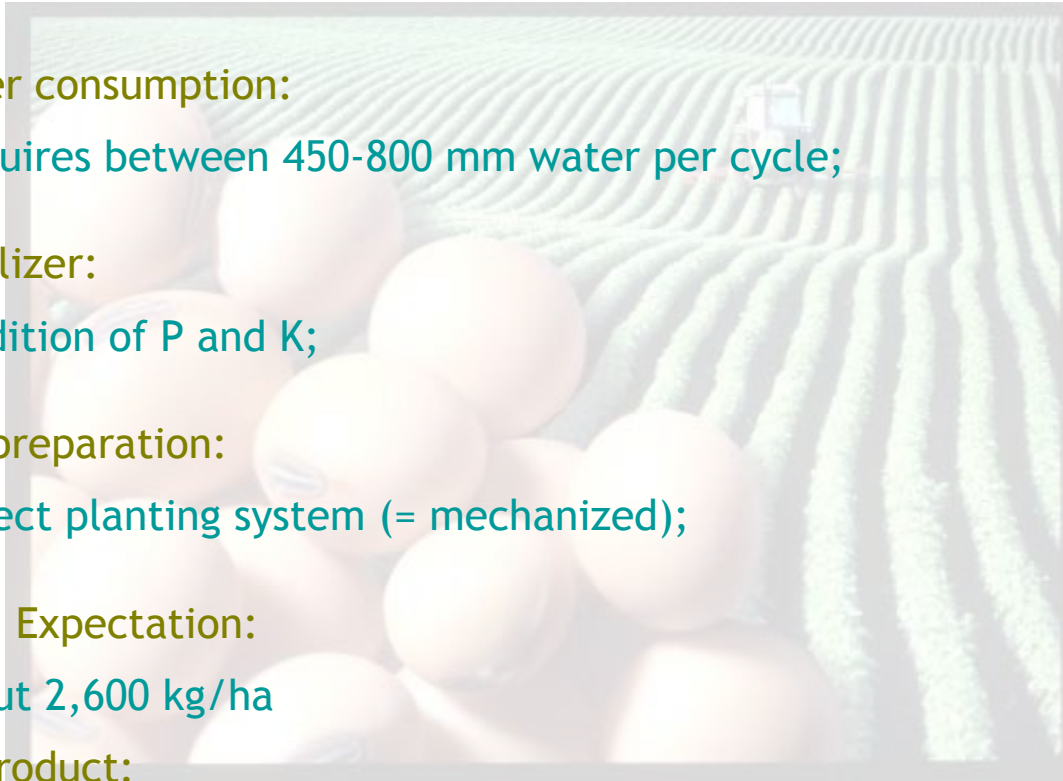 er consumption:
uires between 450-800 mm water per cycle;
lizer:
dition of P and K;
preparation:
ect planting system (= mechanized);
Expectation:
ut 2,600 kg/ha
roduct: